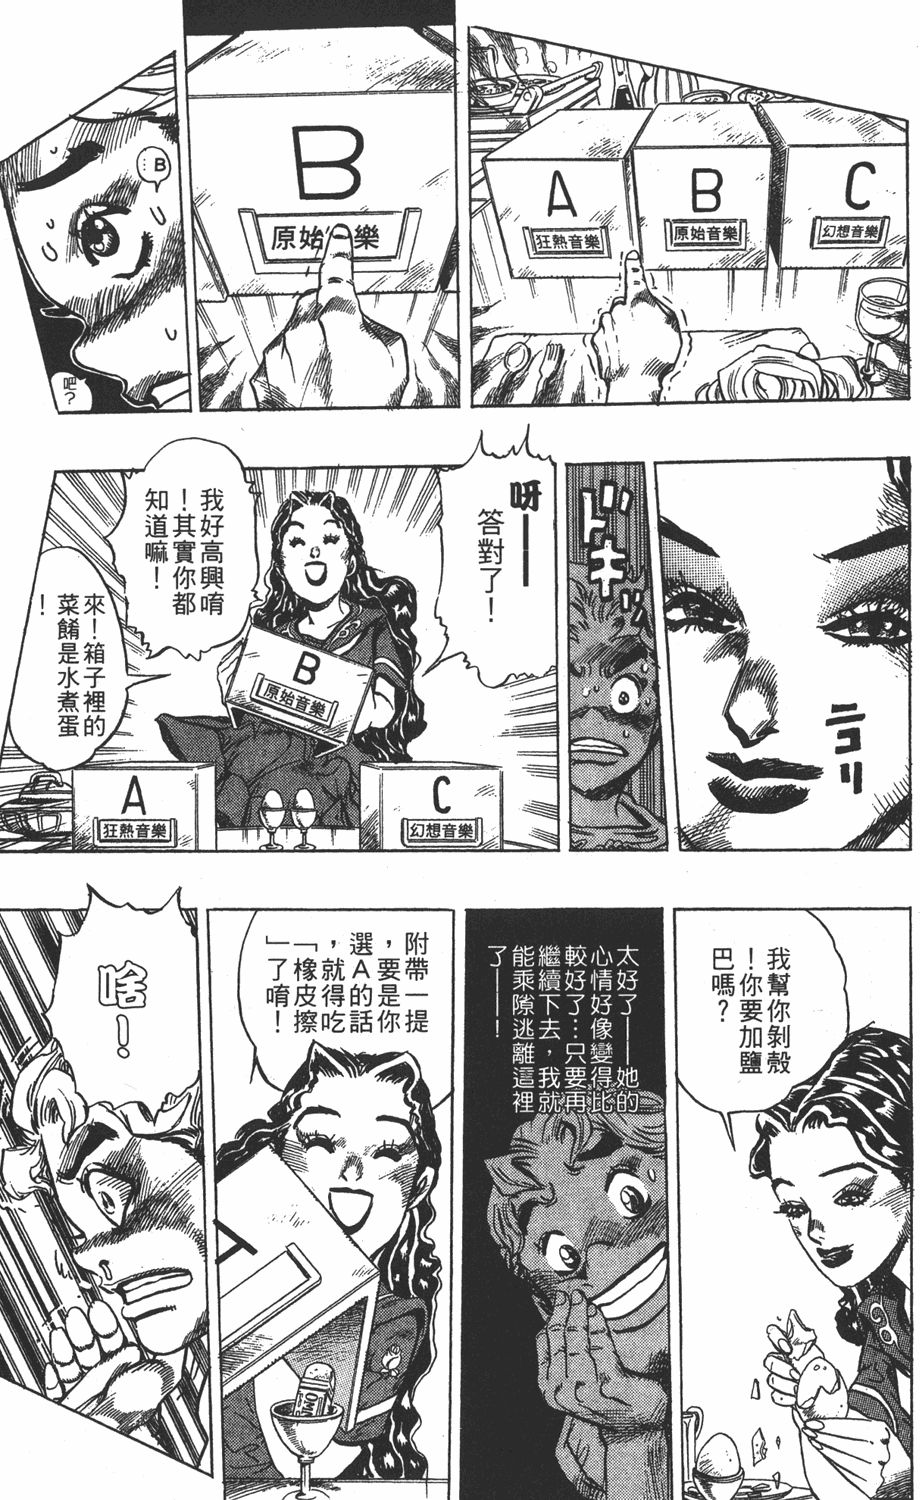 A
狂熱音樂
B
原始音樂
C
幻想音樂
B
原始音樂
…B
吧？
ニコリ
ドキッ
呀——
答對了！
我好高興唷
！其實你都
知道嘛！
來！箱子裡的
菜餚是水煮蛋
！
B
原始音樂
A
狂熱音樂
C
幻想音樂
我幫你剝殼
！你要加鹽
巴嗎？
太好了——她的
心情好像變得比
較好了…只要再
繼續下去，我就
能乘隙逃離這裡
了——！
附帶一提
，要是你
選A的話
，就得吃
「橡皮擦
」了唷！
A
啥！